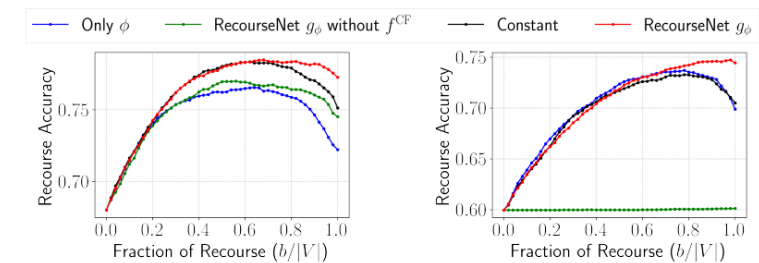 Only ϕ
RecourseNet gϕ without f^CF
Constant
RecourseNet gϕ
Recourse Accuracy
0.75
0.70
0.0 0.2 0.4 0.6 0.8 1.0
Fraction of Recourse (b/|V|)
Recourse Accuracy
0.75
0.70
0.65
0.60
0.0 0.2 0.4 0.6 0.8 1.0
Fraction of Recourse (b/|V|)